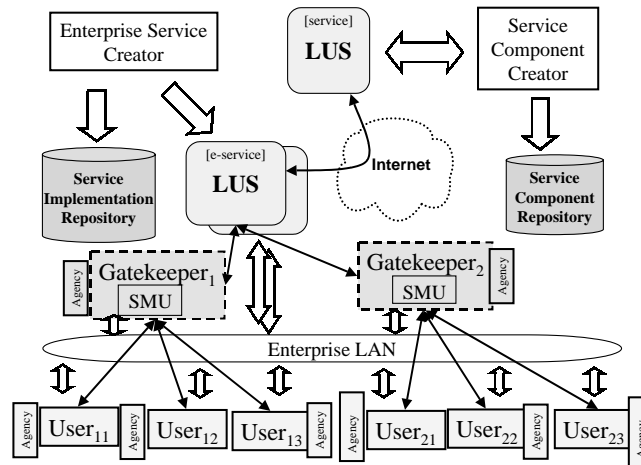 Enterprise Service
Creator
[service]
LUS
Service
Component
Creator
[e-service]
LUS
Internet
Service
Implementation
Repository
Service
Component
Repository
Agency
Gatekeeper1
SMU
Gatekeeper2
SMU
Agency
Enterprise LAN
Agency
User11
Agency
User12
User13
Agency
Agency
User21
Agency
User22
User23
Agency